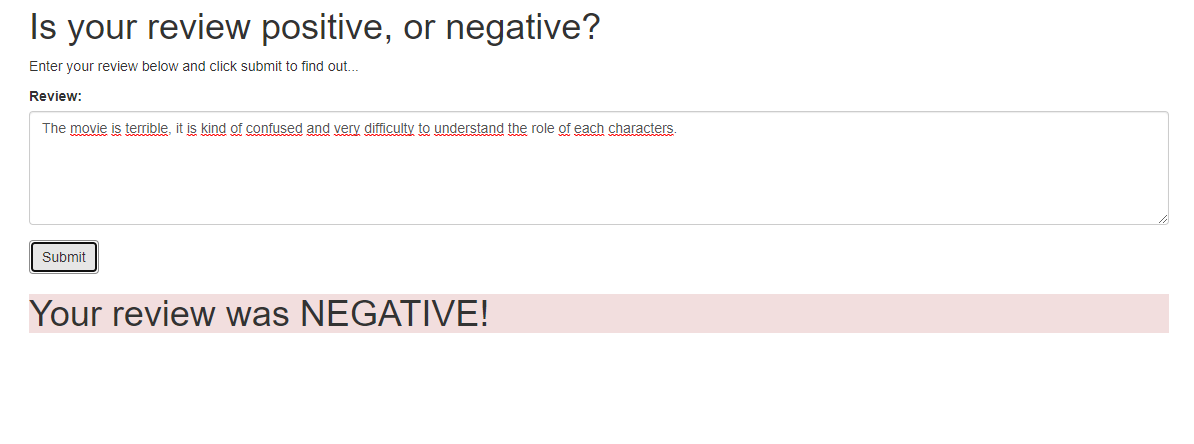 Is your review positive, or negative?
Enter your review below and click submit to find out...
Review:
The movie is terrible, it is kind of confused and very difficulty to understand the role of each characters.
Submit
Your review was NEGATIVE!